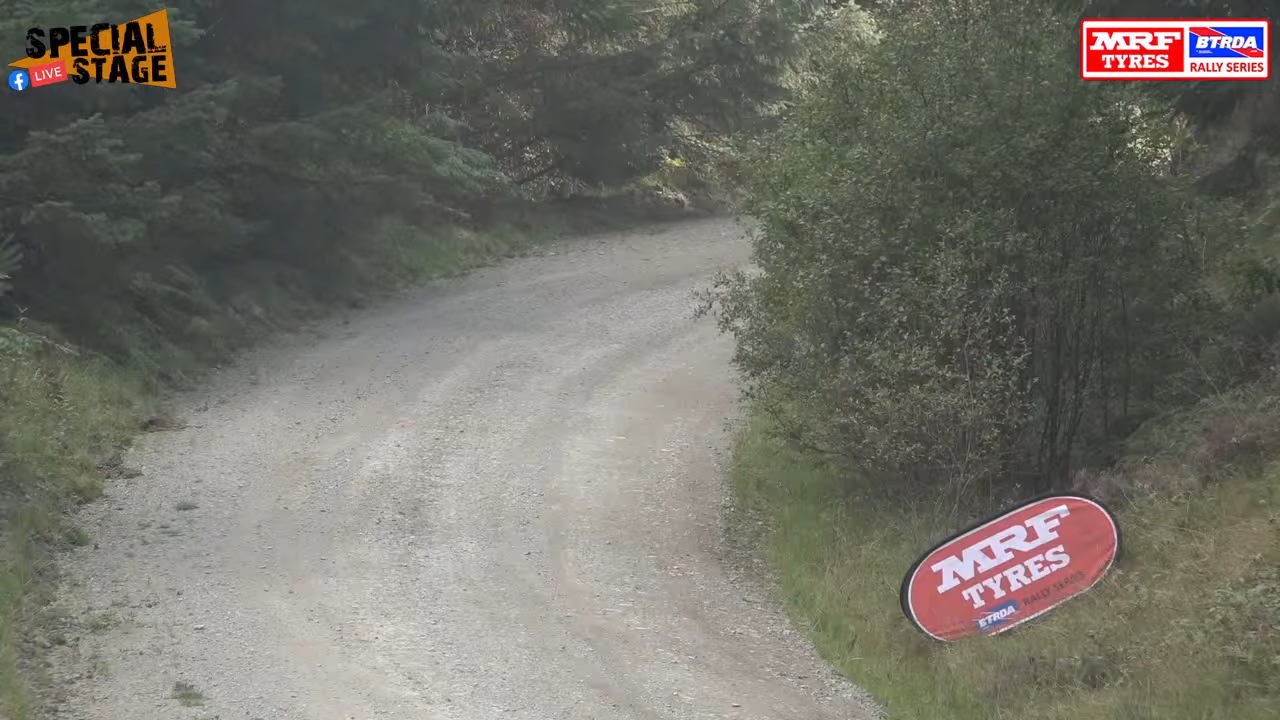 SPECIAL
LIVE STAGE
MRF
TYRES
BTRDA
RALLY SERIES
MRF
TYRES
BTRDA RALLY SERIES